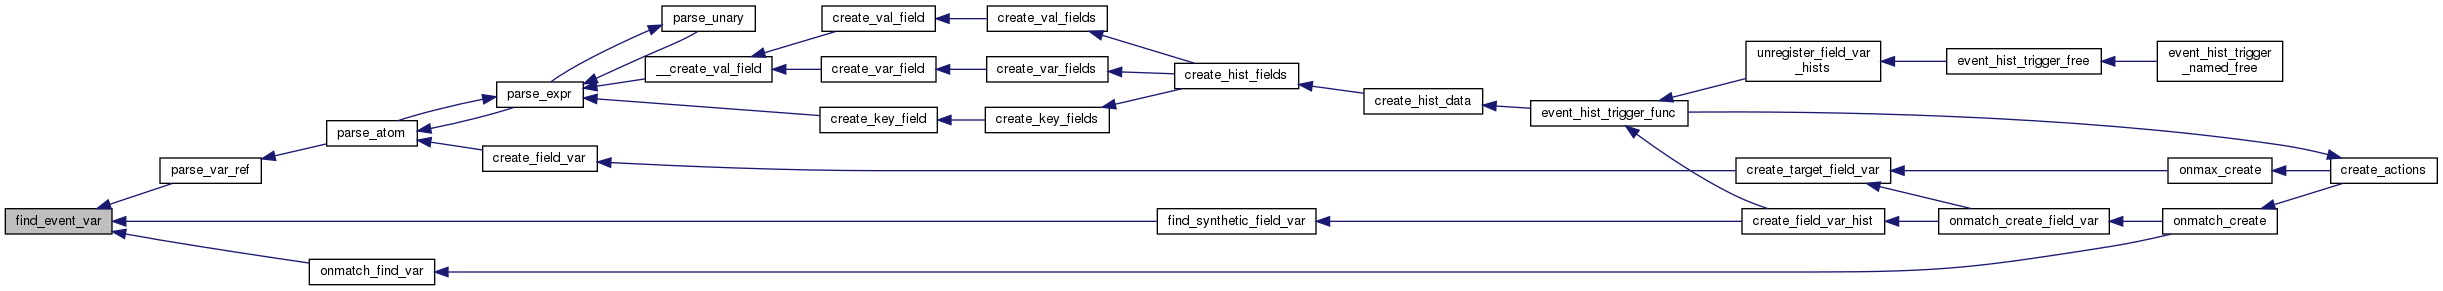 parse_unary
create_val_field
create_val_fields
unregister_field_var
_hists
event_hist_trigger_free
event_hist_trigger
_named_free
__create_val_field
create_var_field
create_var_fields
create_hist_fields
parse_expr
create_hist_data
event_hist_trigger_func
create_key_field
create_key_fields
parse_atom
create_field_var
parse_var_ref
create_target_field_var
onmax_create
create_actions
find_event_var
find_synthetic_field_var
create_field_var_hist
onmatch_create_field_var
onmatch_create
onmatch_find_var